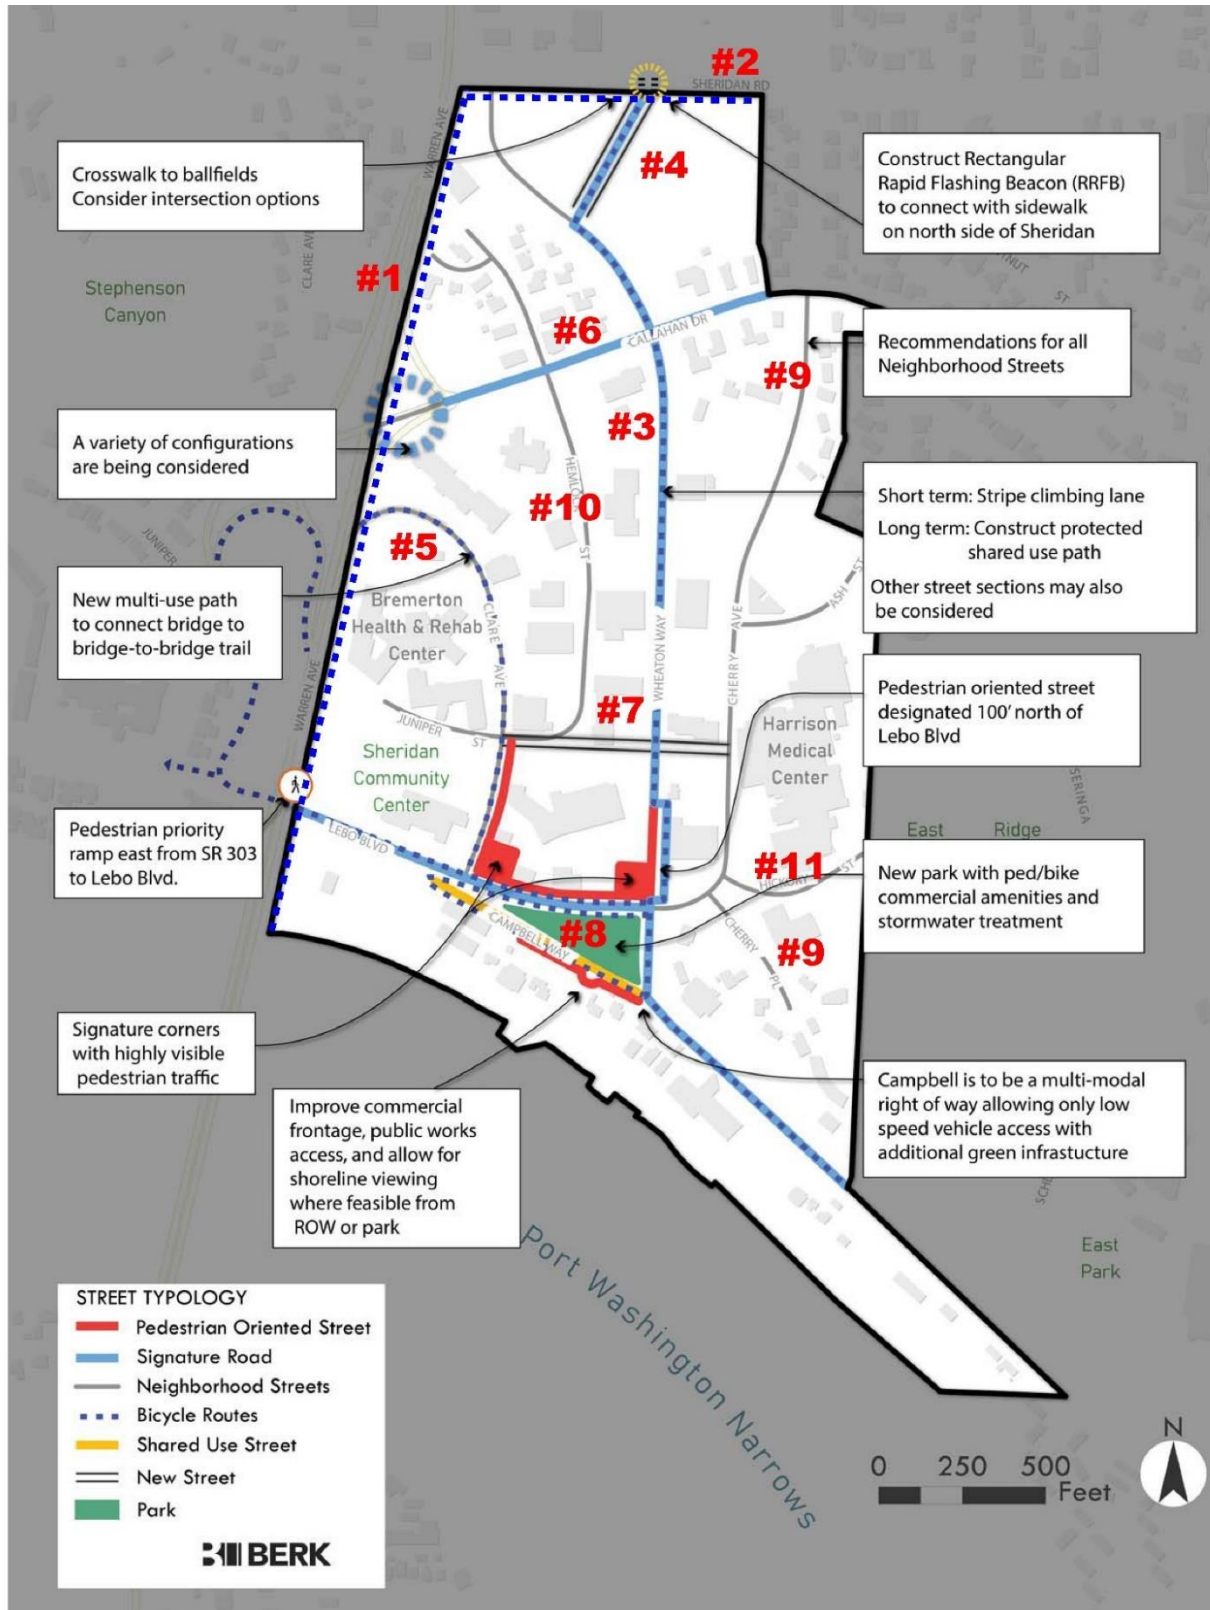 #2
SHERIDAN RD
WARREN AVE
Crosswalk to ballfields
Consider intersection options
#4
Construct Rectangular
Rapid Flashing Beacon (RRFB)
to connect with sidewalk
on north side of Sheridan
CLARE AVE
#1
Stephenson
Canyon
ST
#6
CALLAHAN DR
Recommendations for all
Neighborhood Streets
#9
#3
A variety of configurations
are being considered
HEMLOCK
ST
#10
Short term: Stripe climbing lane
Long term: Construct protected
shared use path
Other street sections may also
be considered
JUNIPER
#5
New multi-use path
to connect bridge to
bridge-to-bridge trail
Bremerton
Health & Rehab
Center
CLARE AVE
ASH ST
WHEATON WAY
CHERRY AVE
WARREN AVE
Pedestrian oriented street
designated 100' north of
Lebo Blvd
#7
JUNIPER ST
Harrison
Medical
Center
Sheridan
Community
Center
SERINGA
Pedestrian priority
ramp east from SR 303
to Lebo Blvd.
LEBO BLVD
East Ridge
#11
HICKORY ST
New park with ped/bike
commercial amenities and
stormwater treatment
#8
CAMPBELL WAY
CHERRY PL
#9
Signature corners
with highly visible
pedestrian traffic
Campbell is to be a multi-modal
right of way allowing only low
speed vehicle access with
additional green infrastucture
Improve commercial
frontage, public works
access, and allow for
shoreline viewing
where feasible from
ROW or park
East
Park
Port Washington Narrows
STREET TYPOLOGY
Pedestrian Oriented Street
Signature Road
Neighborhood Streets
Bicycle Routes
Shared Use Street
New Street
Park
BERK
N
0 250 500
Feet